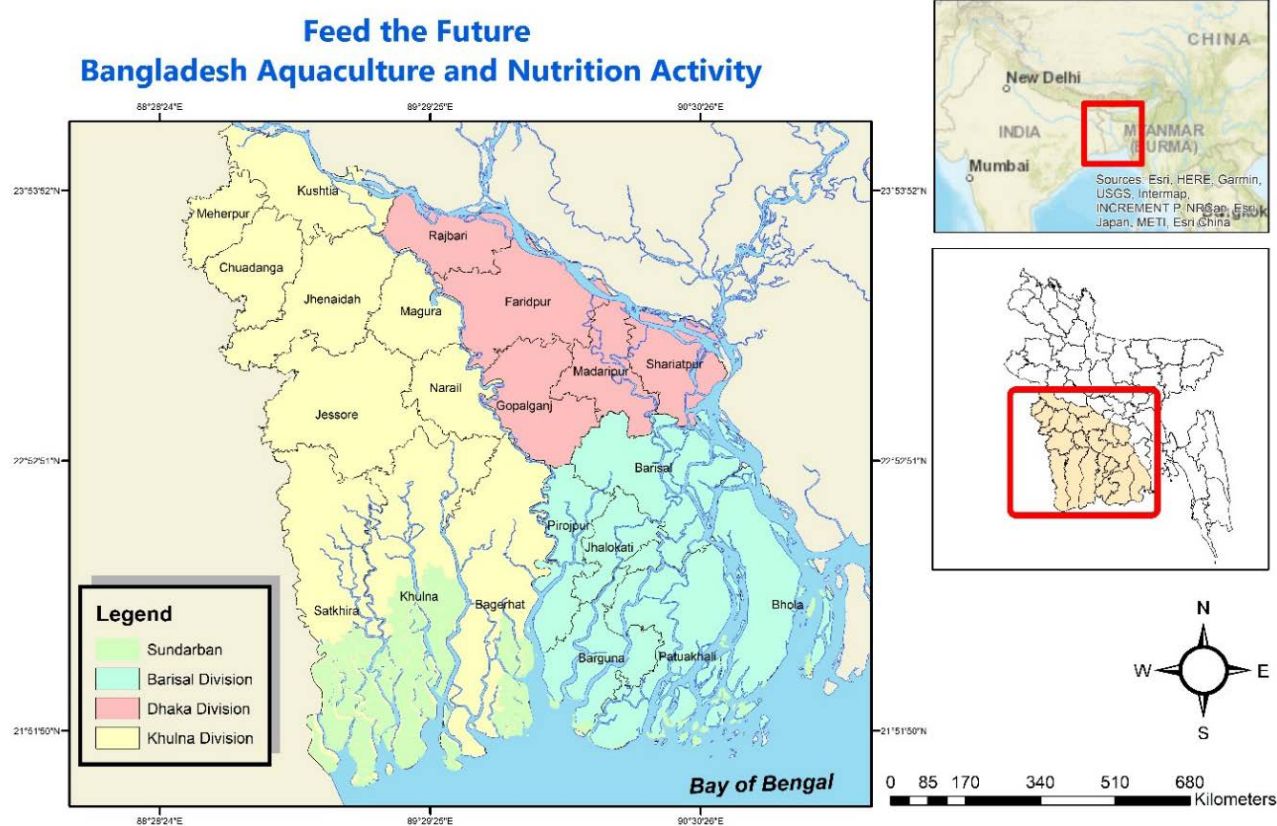 Feed the Future
Bangladesh Aquaculture and Nutrition Activity
88°28'24"E
89°29'25"E
90°30'26"E
23°53'52"N
23°53'52"N
22°52'51"N
22°52'51"N
21°51'50"N
21°51'50"N
Kushtia
Meherpur
Rajbari
Chuadanga
Jhenaidah
Magura
Faridpur
Shariatpur
Madaripur
Narail
Gopalganj
Jessore
Barisal
Pirojpur
Jhalokati
Khulna
Satkhira
Bagerhat
Bhola
Barguna
Patuakhali
Bay of Bengal
Legend
Sundarban
Barisal Division
Dhaka Division
Khulna Division
88°28'24"E
89°29'25"E
90°30'26"E
CHINA
New Delhi
INDIA
MYANMAR
(BURMA)
Mumbai
Sources: Esri, HERE, Garmin,
USGS, Intermap,
INCREMENT P, NRCan, Esri
Japan, METI, Esri China
N
W
E
S
0 85 170 340 510 680
Kilometers